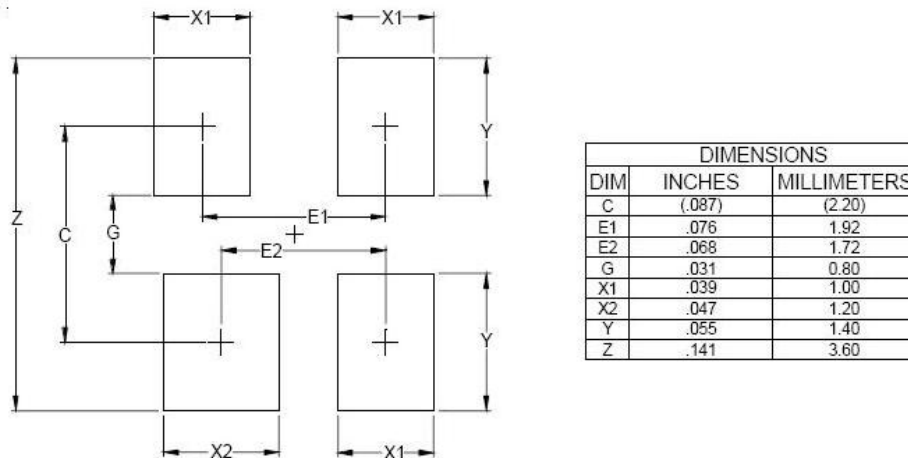 X1 X1
Y
E1
Z C G
E2
Y
X2 X1
DIMENSIONS
DIM INCHES MILLIMETERS
C (.087) (2.20)
E1 .076 1.92
E2 .068 1.72
G .031 0.80
X1 .039 1.00
X2 .047 1.20
Y .055 1.40
Z .141 3.60